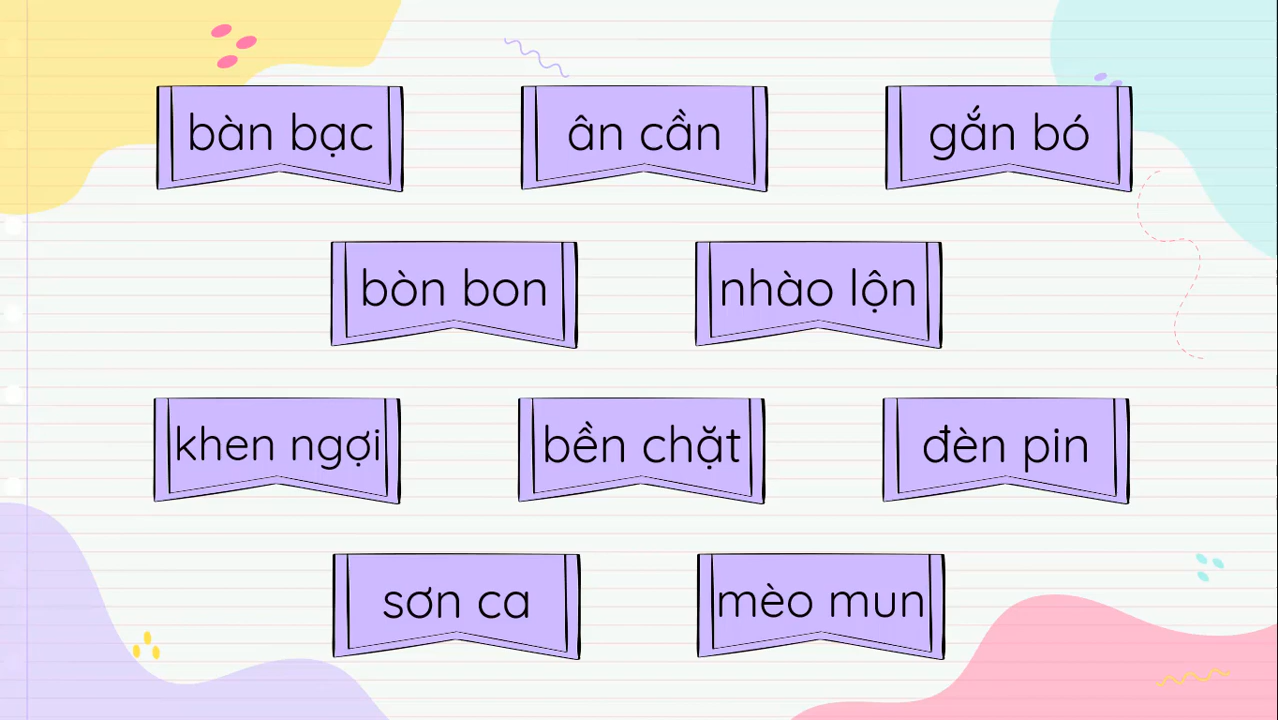 bàn bạc
ân cần
gắn bó
bòn bon
nhào lộn
khen ngợi
bền chặt
đèn pin
sơn ca
mèo mun